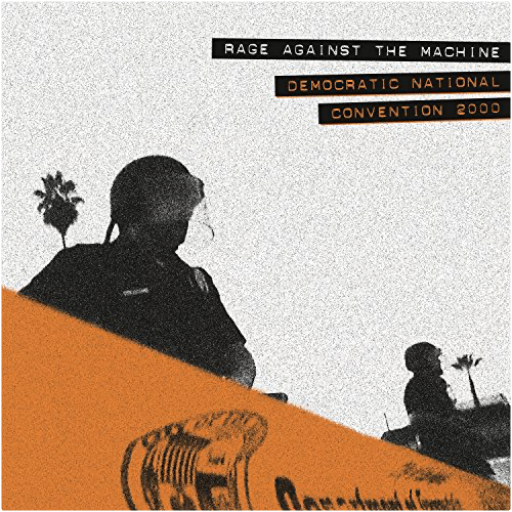 RAGE AGAINST THE MACHINE
DEMOCRATIC NATIONAL
CONVENTION 2000